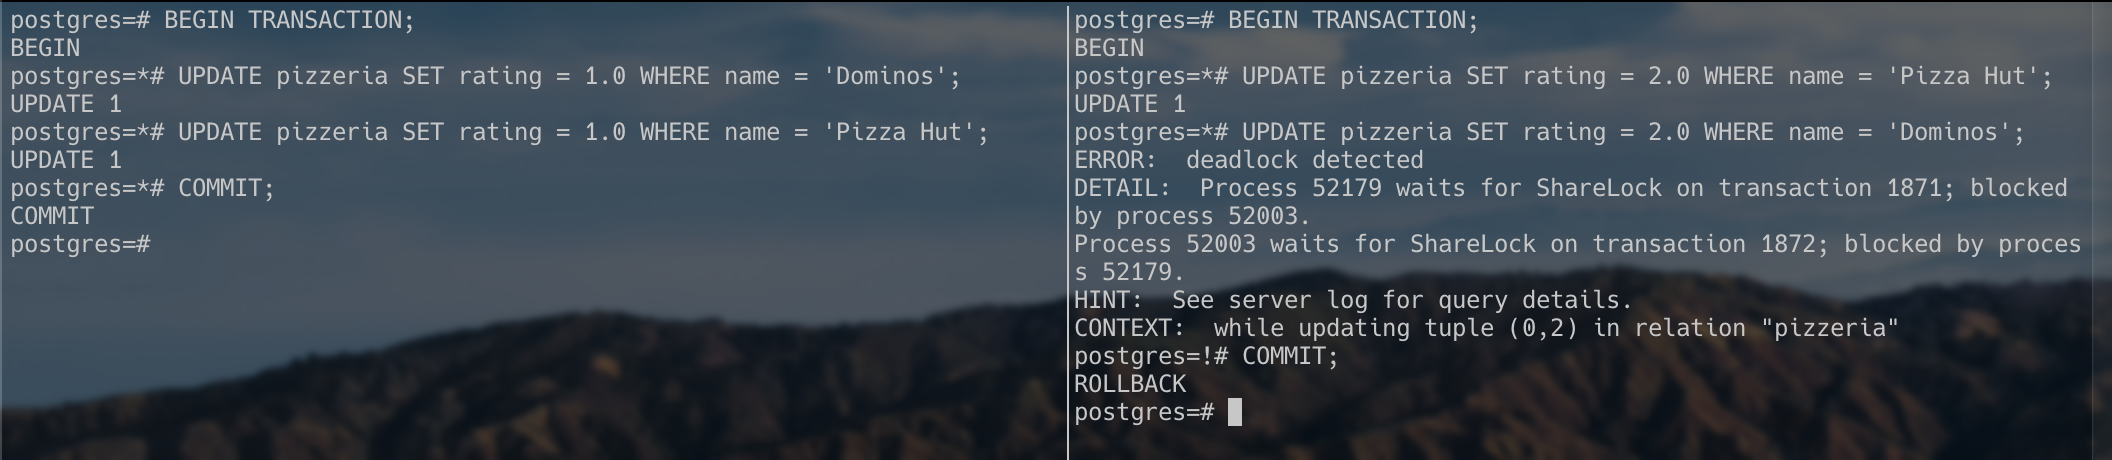 postgres=# BEGIN TRANSACTION;
BEGIN
postgres=*# UPDATE pizzeria SET rating = 1.0 WHERE name = 'Dominos';
UPDATE 1
postgres=*# UPDATE pizzeria SET rating = 1.0 WHERE name = 'Pizza Hut';
UPDATE 1
postgres=*# COMMIT;
COMMIT
postgres=#
postgres=# BEGIN TRANSACTION;
BEGIN
postgres=*# UPDATE pizzeria SET rating = 2.0 WHERE name = 'Pizza Hut';
UPDATE 1
postgres=*# UPDATE pizzeria SET rating = 2.0 WHERE name = 'Dominos';
ERROR:  deadlock detected
DETAIL:  Process 52179 waits for ShareLock on transaction 1871; blocked
by process 52003.
Process 52003 waits for ShareLock on transaction 1872; blocked by proces
s 52179.
HINT:  See server log for query details.
CONTEXT:  while updating tuple (0,2) in relation "pizzeria"
postgres=!# COMMIT;
ROLLBACK
postgres=#